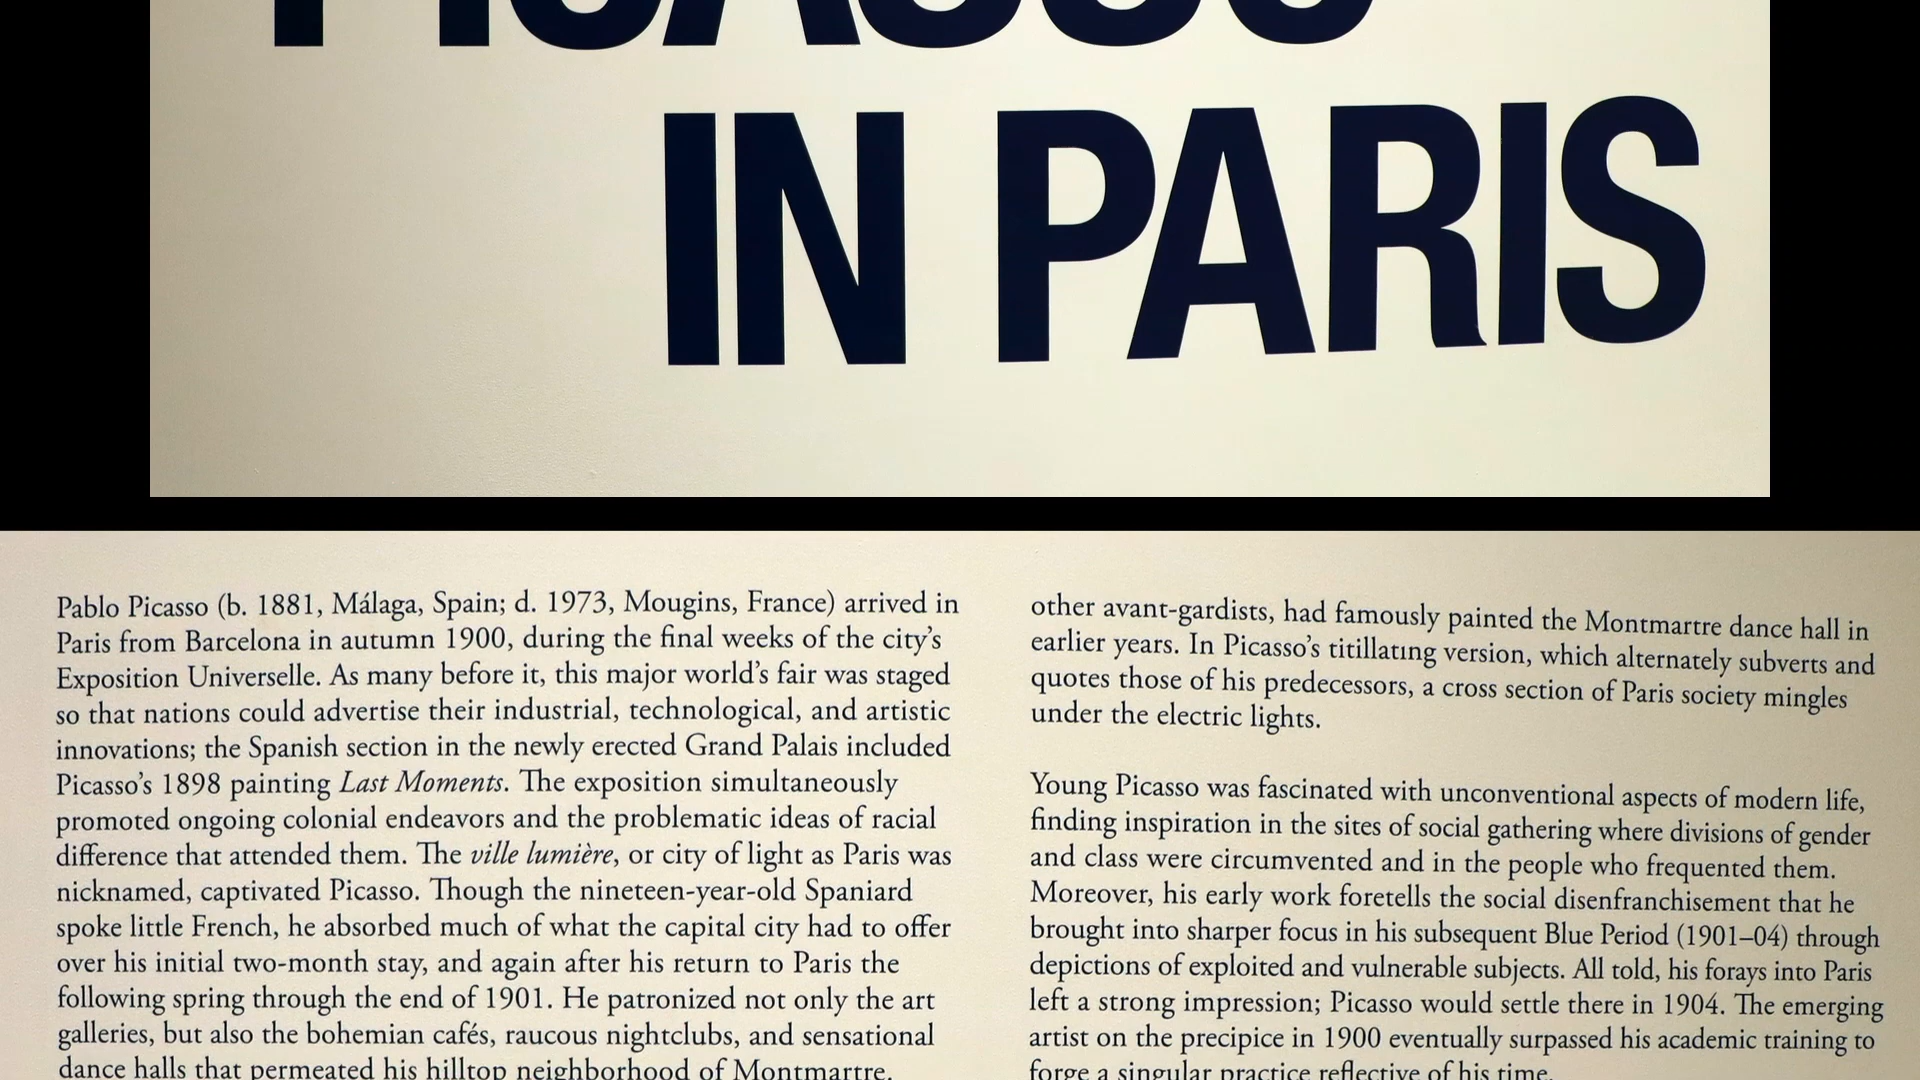 PICASSO
IN PARIS
Pablo Picasso (b. 1881, Málaga, Spain; d. 1973, Mougins, France) arrived in
Paris from Barcelona in autumn 1900, during the final weeks of the city’s
Exposition Universelle. As many before it, this major world’s fair was staged
so that nations could advertise their industrial, technological, and artistic
innovations; the Spanish section in the newly erected Grand Palais included
Picasso’s 1898 painting Last Moments. The exposition simultaneously
promoted ongoing colonial endeavors and the problematic ideas of racial
difference that attended them. The ville lumière, or city of light as Paris was
nicknamed, captivated Picasso. Though the nineteen-year-old Spaniard
spoke little French, he absorbed much of what the capital city had to offer
over his initial two-month stay, and again after his return to Paris the
following spring through the end of 1901. He patronized not only the art
galleries, but also the bohemian cafés, raucous nightclubs, and sensational
dance halls that permeated his hilltop neighborhood of Montmartre.
other avant-gardists, had famously painted the Montmartre dance hall in
earlier years. In Picasso’s titillating version, which alternately subverts and
quotes those of his predecessors, a cross section of Paris society mingles
under the electric lights.
Young Picasso was fascinated with unconventional aspects of modern life,
finding inspiration in the sites of social gathering where divisions of gender
and class were circumvented and in the people who frequented them.
Moreover, his early work foretells the social disenfranchisement that he
brought into sharper focus in his subsequent Blue Period (1901–04) through
depictions of exploited and vulnerable subjects. All told, his forays into Paris
left a strong impression; Picasso would settle there in 1904. The emerging
artist on the precipice in 1900 eventually surpassed his academic training to
forge a singular practice reflective of his time.